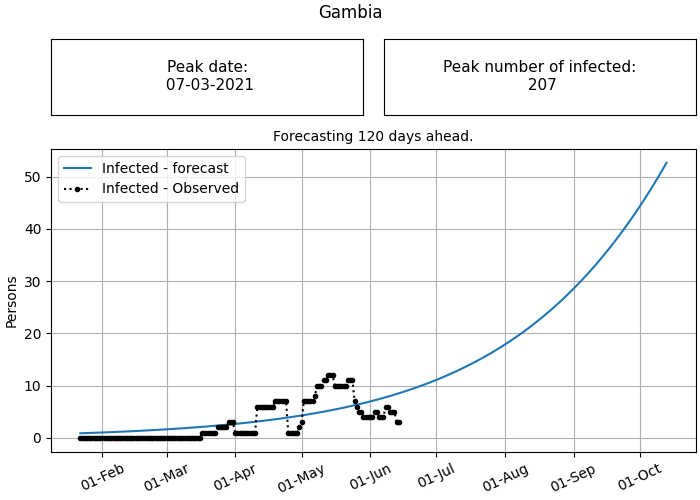 Gambia
Peak date:
07-03-2021
Peak number of infected:
207
Forecasting 120 days ahead.
Infected - forecast
Infected - Observed
Persons
50
40
30
20
10
0
01-Feb
01-Mar
01-Apr
01-May
01-Jun
01-Jul
01-Aug
01-Sep
01-Oct